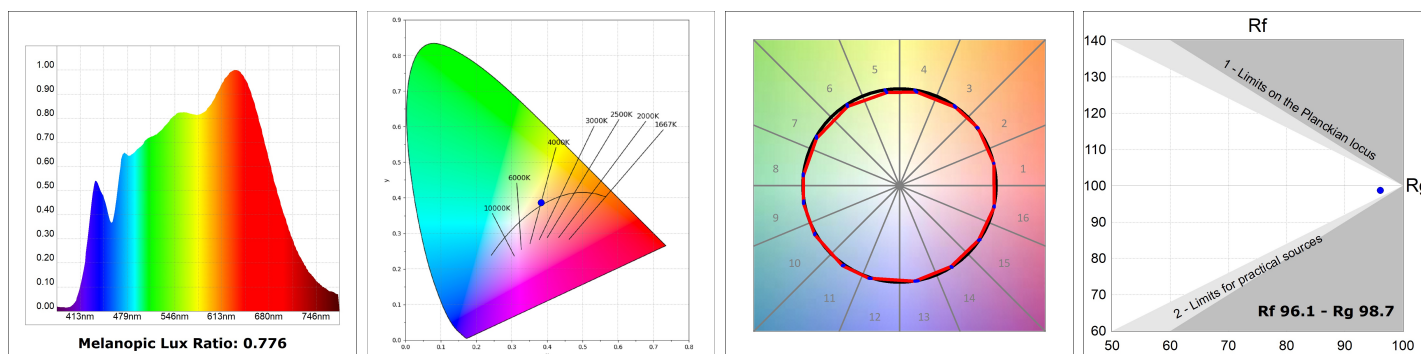 1.00
0.90
0.80
0.70
0.60
0.50
0.40
0.30
0.20
0.10
0.00
413nm 479nm 546nm 613nm 680nm 746nm
Melanopic Lux Ratio: 0.776
0.9
0.8
0.7
0.6
0.5
0.4
0.3
0.2
0.1
0.0
y
0.0 0.1 0.2 0.3 0.4 0.5 0.6 0.7 0.8
10000K
6000K
4000K
3000K
2500K
2000K
1667K
1
2
3
4
5
6
7
8
9
10
11
12
13
14
15
16
Rf
140
130
120
110
100
90
80
70
60
50 60 70 80 90 100
Rg
1 - Limits on the Planckian locus
2 - Limits for practical sources
Rf 96.1 - Rg 98.7